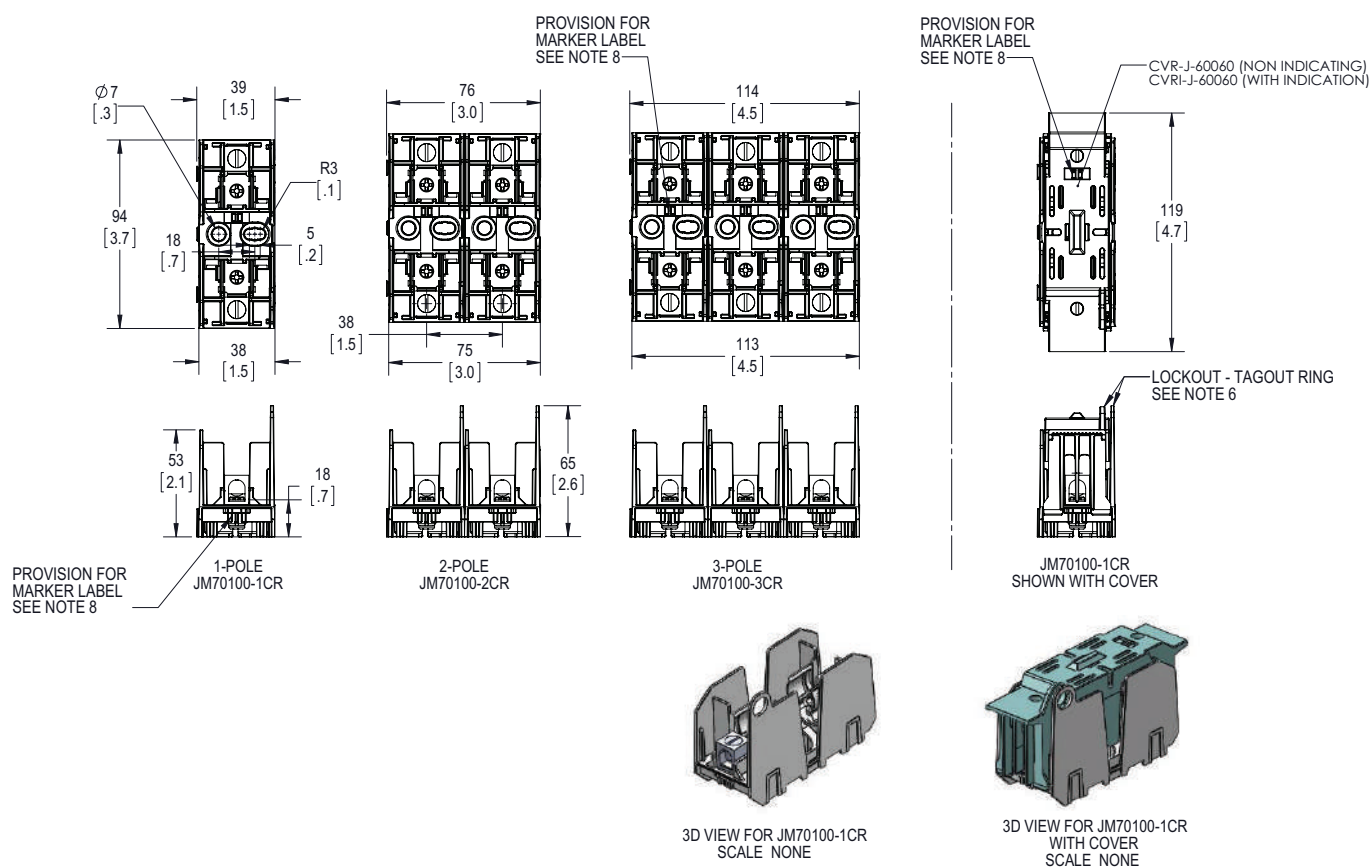 PROVISION FOR
MARKER LABEL
SEE NOTE 8
PROVISION FOR
MARKER LABEL
SEE NOTE 8
CVR-J-60060 (NON INDICATING)
CVRI-J-60060 (WITH INDICATION)
Ø7
[.3]
39
[1.5]
76
[3.0]
114
[4.5]
R3
[.1]
94
[3.7]
18
[.7]
5
[.2]
119
[4.7]
38
[1.5]
38
[1.5]
75
[3.0]
113
[4.5]
LOCKOUT - TAGOUT RING
SEE NOTE 6
53
[2.1]
18
[.7]
65
[2.6]
PROVISION FOR
MARKER LABEL
SEE NOTE 8
1-POLE
JM70100-1CR
2-POLE
JM70100-2CR
3-POLE
JM70100-3CR
JM70100-1CR
SHOWN WITH COVER
3D VIEW FOR JM70100-1CR
SCALE NONE
3D VIEW FOR JM70100-1CR
WITH COVER
SCALE NONE